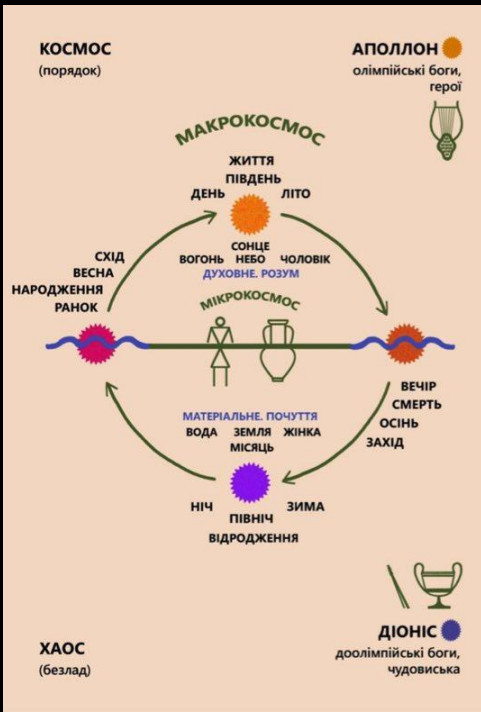 КОСМОС
(порядок)
АПОЛЛОН
олімпійські боги,
герої
МАКРОКОСМОС
ЖИТТЯ
ПІВДЕНЬ
ДЕНЬ
ЛІТО
СОНЦЕ
ВОГОНЬ НЕБО ЧОЛОВІК
ДУХОВНЕ. РОЗУМ
СХІД
ВЕСНА
НАРОДЖЕННЯ
РАНОК
МІКРОКОСМОС
ВЕЧІР
СМЕРТЬ
ОСІНЬ
ЗАХІД
МАТЕРІАЛЬНЕ. ПОЧУТТЯ
ВОДА ЗЕМЛЯ ЖІНКА
МІСЯЦЬ
НІЧ
ЗИМА
ПІВНІЧ
ВІДРОДЖЕННЯ
ХАОС
(безлад)
ДІОНІС
доолімпійські боги,
чудовиська